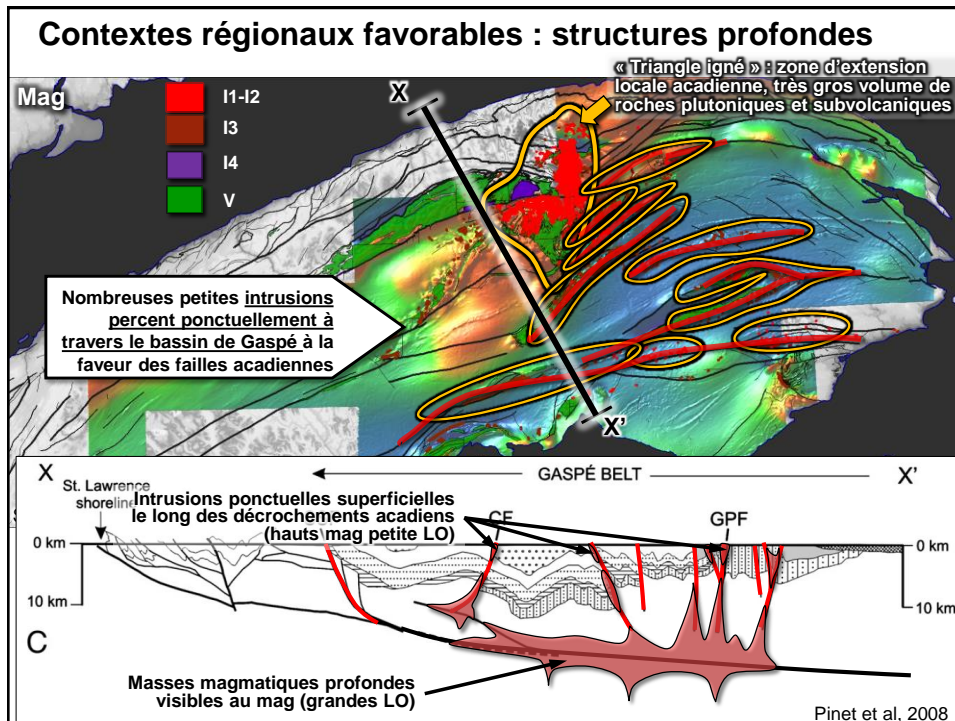 Contextes régionaux favorables : structures profondes
« Triangle igné » : zone d'extension
locale acadienne, très gros volume de
roches plutoniques et subvolcaniques
Mag
I1-I2
I3
I4
V
X
Nombreuses petites intrusions
percent ponctuellement à
travers le bassin de Gaspé à la
faveur des failles acadiennes
X'
X
GASPÉ BELT
X'
St. Lawrence
shoreline
Intrusions ponctuelles superficielles
le long des décrochements acadiens
(hauts mag petite LO)
CF
GPF
0 km
0 km
10 km
10 km
C
Masses magmatiques profondes
visibles au mag (grandes LO)
Pinet et al, 2008